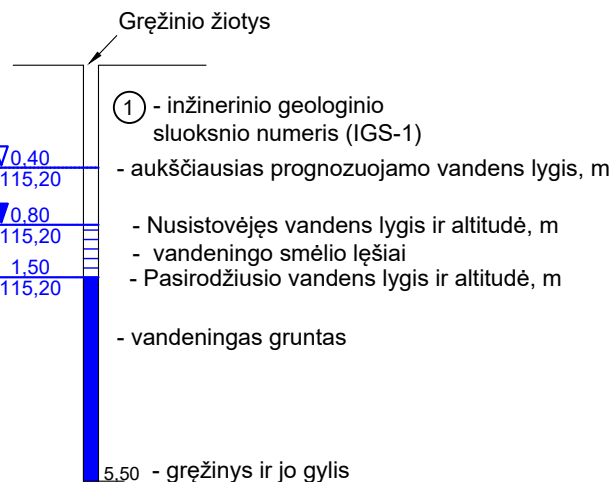 Gręžinio žiotys
1 - inžinerinio geologinio
sluoksnio numeris (IGS-1)
0,40
115,20
- aukščiausias prognozuojamo vandens lygis, m
0,80
115,20
- Nusistovėjęs vandens lygis ir altitudė, m
- vandeningo smėlio lęšiai
1,50
115,20
- Pasirodžiusio vandens lygis ir altitudė, m
- vandeningas gruntas
5,50 - gręžinys ir jo gylis